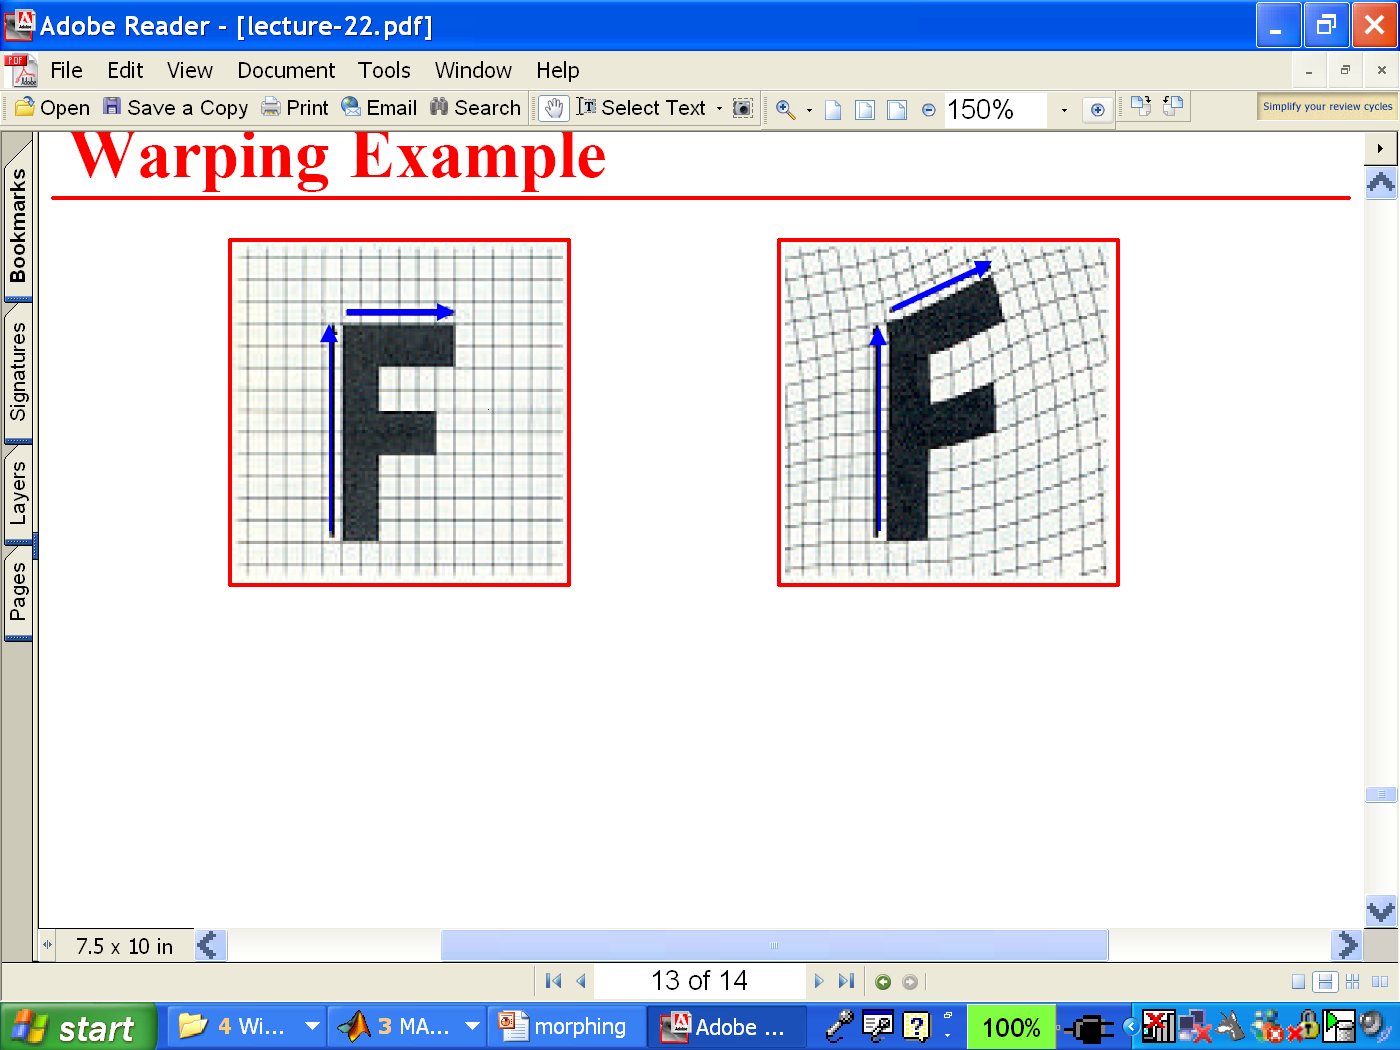 Adobe Reader - [lecture-22.pdf]
File Edit View Document Tools Window Help
Open Save a Copy Print Email Search Select Text 150% Simplify your review cycles
Warping Example
Bookmarks
Signatures
Layers
Pages
F F
7.5 x 10 in
13 of 14
start 4 Wi... 3 MA... morphing Adobe ... 100%